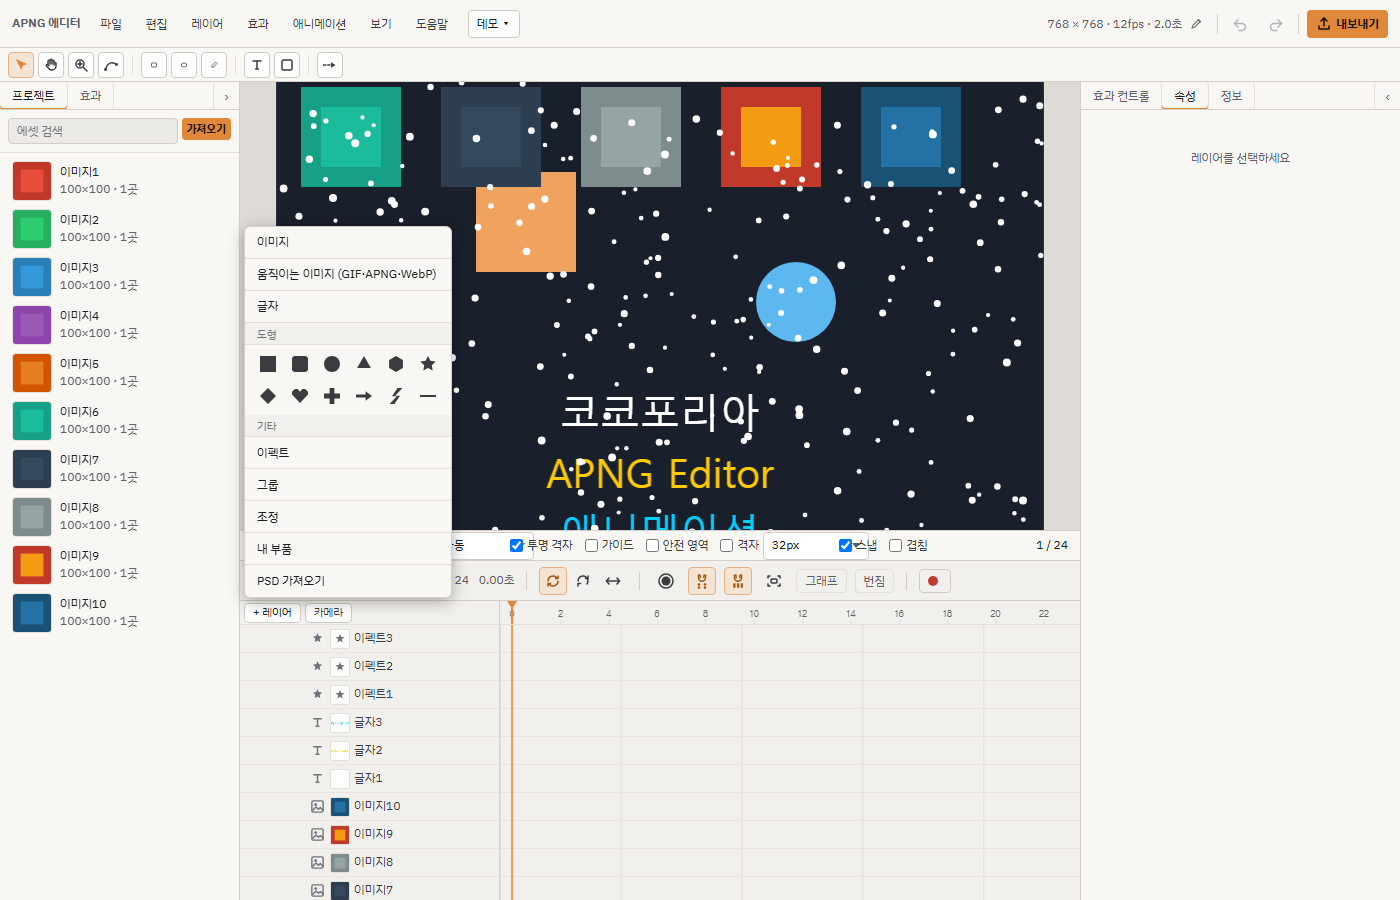 APNG 에디터 파일 편집 레이어 효과 애니메이션 보기 도움말 데모 768 × 768 · 12fps · 2.0초 내보내기
프로젝트 효과
에셋 검색 가져오기
이미지1
100×100 · 1곳
이미지2
100×100 · 1곳
이미지3
100×100 · 1곳
이미지4
100×100 · 1곳
이미지5
100×100 · 1곳
이미지6
100×100 · 1곳
이미지7
100×100 · 1곳
이미지8
100×100 · 1곳
이미지9
100×100 · 1곳
이미지10
100×100 · 1곳
이미지
움직이는 이미지 (GIF·APNG·WebP)
글자
도형
기타
이펙트
그룹
조정
내 부품
PSD 가져오기
코코포리아
APNG Editor
애니메이션
투명 격자 가이드 안전 영역 격자 32px 스냅 겹침 1 / 24
24 0.00초 그래프 번짐
+ 레이어 카메라 0 2 4 6 8 10 12 14 16 18 20 22
이펙트3
이펙트2
이펙트1
글자3
글자2
글자1
이미지10
이미지9
이미지8
이미지7
효과 컨트롤 속성 정보
레이어를 선택하세요